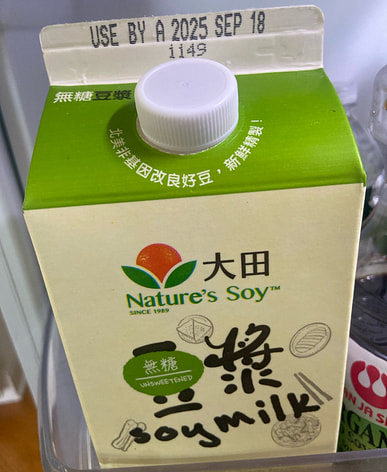 USE BY A 2025 SEP 18
1149
無糖豆漿
北美非基因改良好豆，新鮮精製！
大田
Nature's Soy™
SINCE 1989
豆漿
無糖
UNSWEETENED
soymilk